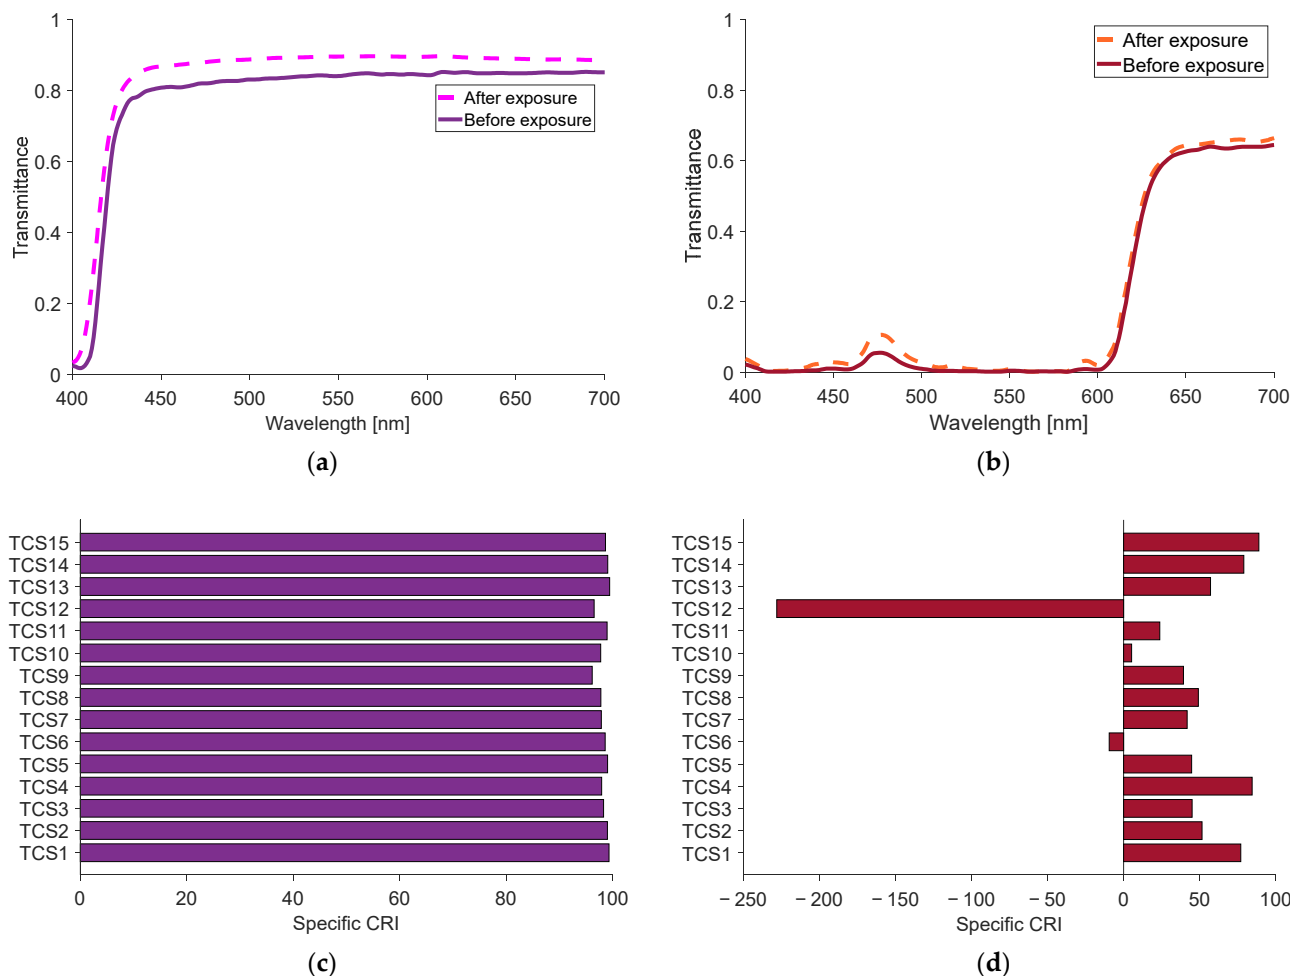 1
0.8
0.6
0.4
0.2
0
Transmittance
After exposure
Before exposure
400 450 500 550 600 650 700
Wavelength [nm]
(a)
1
0.8
0.6
0.4
0.2
0
Transmittance
After exposure
Before exposure
400 450 500 550 600 650 700
Wavelength [nm]
(b)
TCS15
TCS14
TCS13
TCS12
TCS11
TCS10
TCS9
TCS8
TCS7
TCS6
TCS5
TCS4
TCS3
TCS2
TCS1
0 20 40 60 80 100
Specific CRI
(c)
TCS15
TCS14
TCS13
TCS12
TCS11
TCS10
TCS9
TCS8
TCS7
TCS6
TCS5
TCS4
TCS3
TCS2
TCS1
−250 −200 −150 −100 −50 0 50 100
Specific CRI
(d)